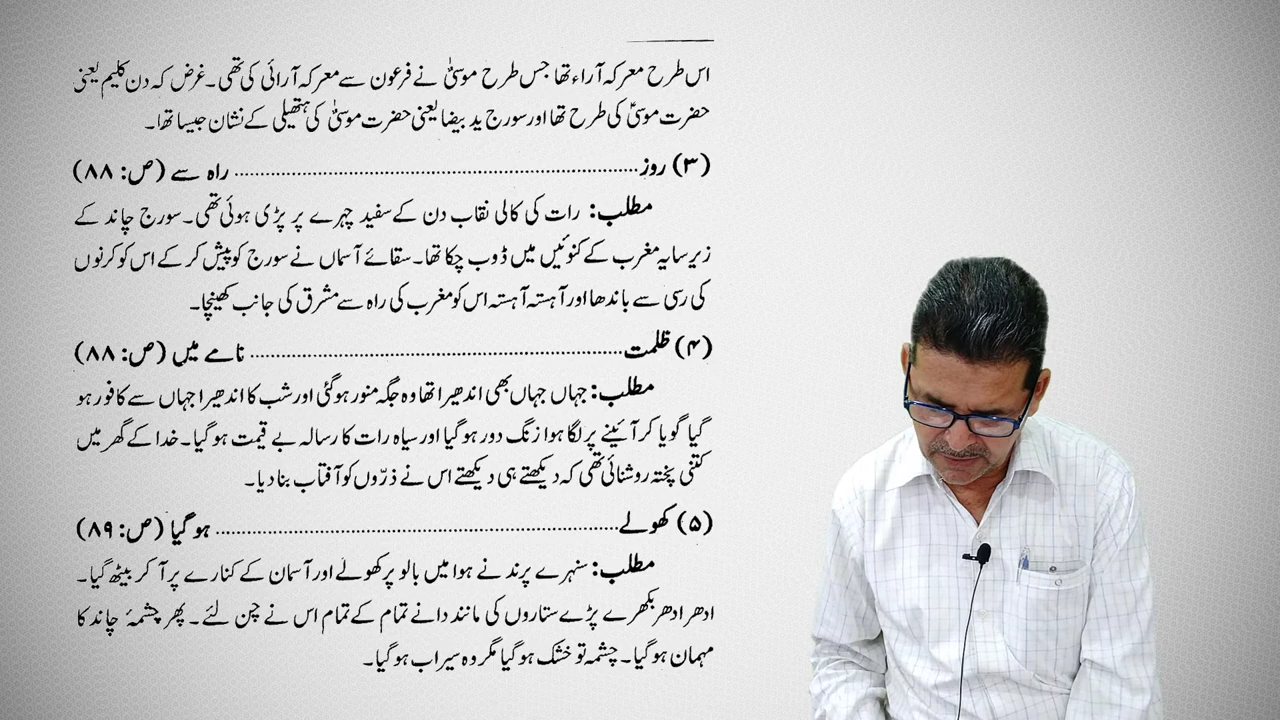 اس طرح معرکہ آراء تھا جس طرح موسیٰؑ نے فرعون سے معرکہ آرائی کی تھی۔ غرض کہ دن کلیم یعنی
حضرت موسیٰؑ کی طرح تھا اور سورج ید بیضا یعنی حضرت موسیٰؑ کی ہتھیلی کے نشان جیسا تھا۔
(۳) روز ........................................................................ راہ سے (ص: ۸۸)
مطلب: رات کی کالی نقاب دن کے سفید چہرے پر پڑی ہوئی تھی۔ سورج چاند کے
زیر سایہ مغرب کے کنوئیں میں ڈوب چکا تھا۔ سقائے آسماں نے سورج کو پیش کر کے اس کو کرنوں
کی رسی سے باندھا اور آہستہ آہستہ اس کو مغرب کی راہ سے مشرق کی جانب کھینچا۔
(۴) ظلمت ................................................................ نامے میں (ص: ۸۸)
مطلب: جہاں جہاں بھی اندھیرا تھا وہ جگہ منور ہو گئی اور شب کا اندھیرا جہاں سے کافور ہو
گیا گویا کر آئینے پر لگا ہوا زنگ دور ہو گیا اور سیاہ رات کا رسالہ بے قیمت ہو گیا۔ خدا کے گھر میں
کتنی پختہ روشنائی تھی کہ دیکھتے ہی دیکھتے اس نے ذرّوں کو آفتاب بنا دیا۔
(۵) کھولے ........................................................................ ہو گیا (ص: ۸۹)
مطلب: سنہرے پرند نے ہوا میں بال و پر کھولے اور آسمان کے کنارے پر آ کر بیٹھ گیا۔
ادھر ادھر بکھرے پڑے ستاروں کی مانند دانے تمام کے تمام اس نے چن لئے۔ پھر چشمۂ چاند کا
مہمان ہو گیا۔ چشمہ تو خشک ہو گیا مگر وہ سیراب ہو گیا۔